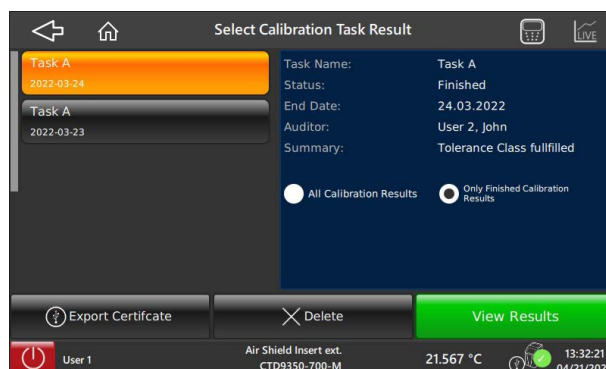 Select Calibration Task Result
LIVE
Task A
2022-03-24
Task A
2022-03-23
Task Name: Task A
Status: Finished
End Date: 24.03.2022
Auditor: User 2, John
Summary: Tolerance Class fullfilled
All Calibration Results
Only Finished Calibration
Results
Export Certifcate
Delete
View Results
User 1
Air Shield Insert ext.
CTD9350-700-M
21.567 °C
13:32:21